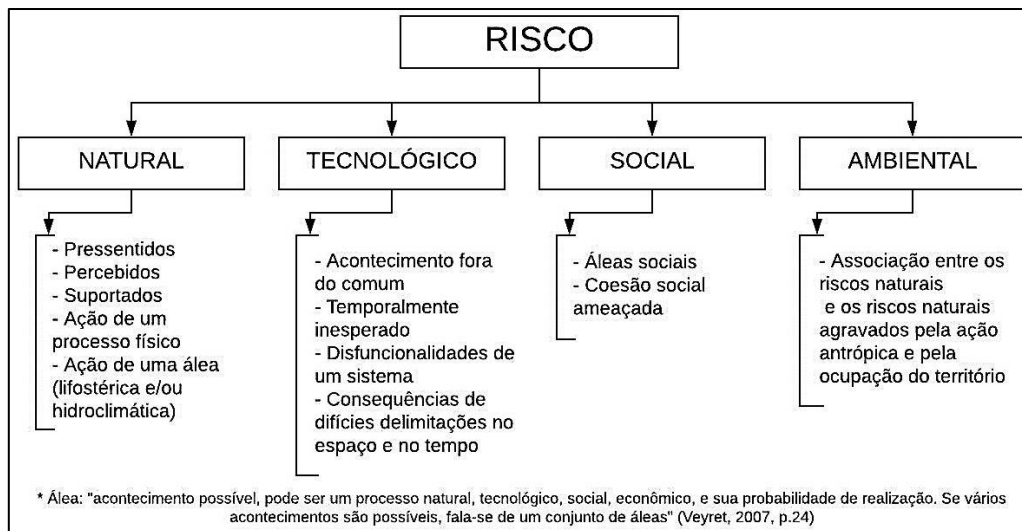 RISCO
NATURAL
- Pressentidos
- Percebidos
- Suportados
- Ação de um
processo físico
- Ação de uma álea
(lifostérica e/ou
hidroclimática)
TECNOLÓGICO
- Acontecimento fora
do comum
- Temporalmente
inesperado
- Disfuncionalidades de
um sistema
- Consequências de
difícies delimitações no
espaço e no tempo
SOCIAL
- Áleas sociais
- Coesão social
ameaçada
AMBIENTAL
- Associação entre os
riscos naturais
e os riscos naturais
agravados pela ação
antrópica e pela
ocupação do território
* Álea: "acontecimento possível, pode ser um processo natural, tecnológico, social, econômico, e sua probabilidade de realização. Se vários
acontecimentos são possíveis, fala-se de um conjunto de áleas" (Veyret, 2007, p.24)